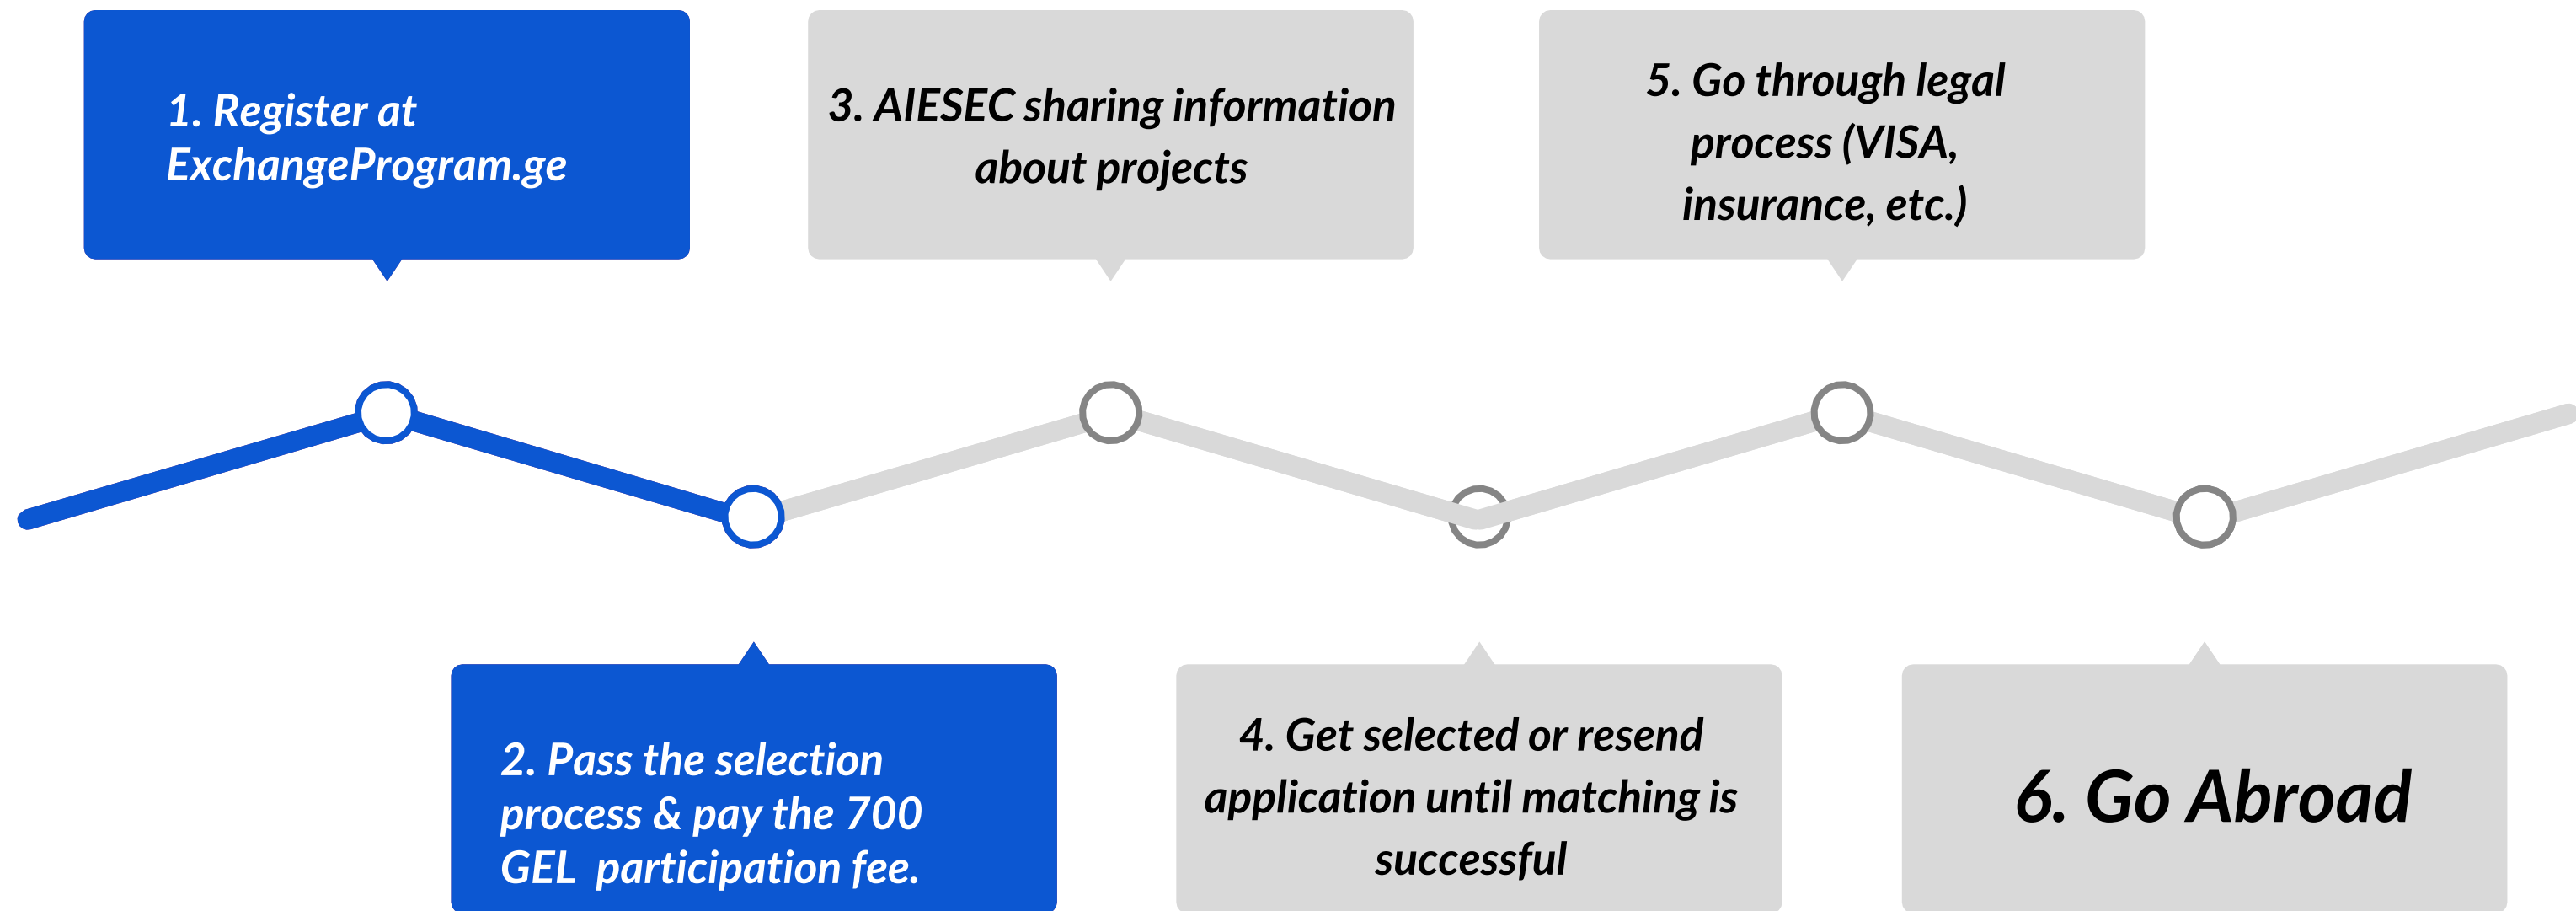 1. Register at
ExchangeProgram.ge
2. Pass the selection
process & pay the 700
GEL  participation fee.
3. AIESEC sharing information
about projects
4. Get selected or resend
application until matching is
successful
5. Go through legal
process (VISA,
insurance, etc.)
6. Go Abroad